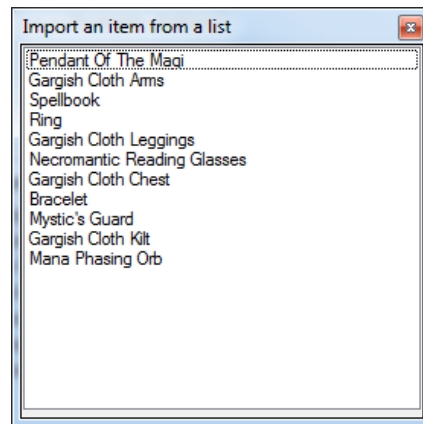 Import an item from a list
Pendant Of The Magi
Gargish Cloth Arms
Spellbook
Ring
Gargish Cloth Leggings
Necromantic Reading Glasses
Gargish Cloth Chest
Bracelet
Mystic's Guard
Gargish Cloth Kilt
Mana Phasing Orb